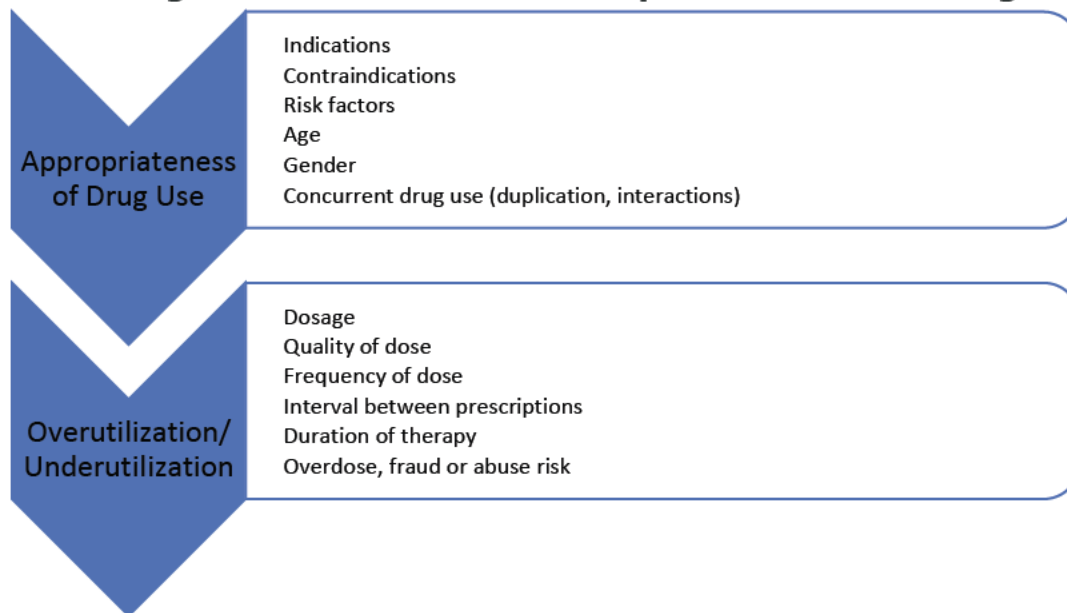 Appropriateness
of Drug Use
Indications
Contraindications
Risk factors
Age
Gender
Concurrent drug use (duplication, interactions)
Overutilization/
Underutilization
Dosage
Quality of dose
Frequency of dose
Interval between prescriptions
Duration of therapy
Overdose, fraud or abuse risk